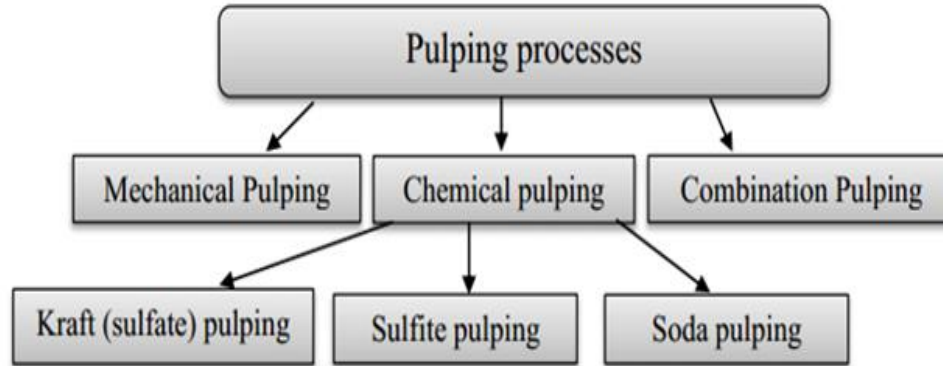 Pulping processes
Mechanical Pulping
Chemical pulping
Combination Pulping
Kraft (sulfate) pulping
Sulfite pulping
Soda pulping